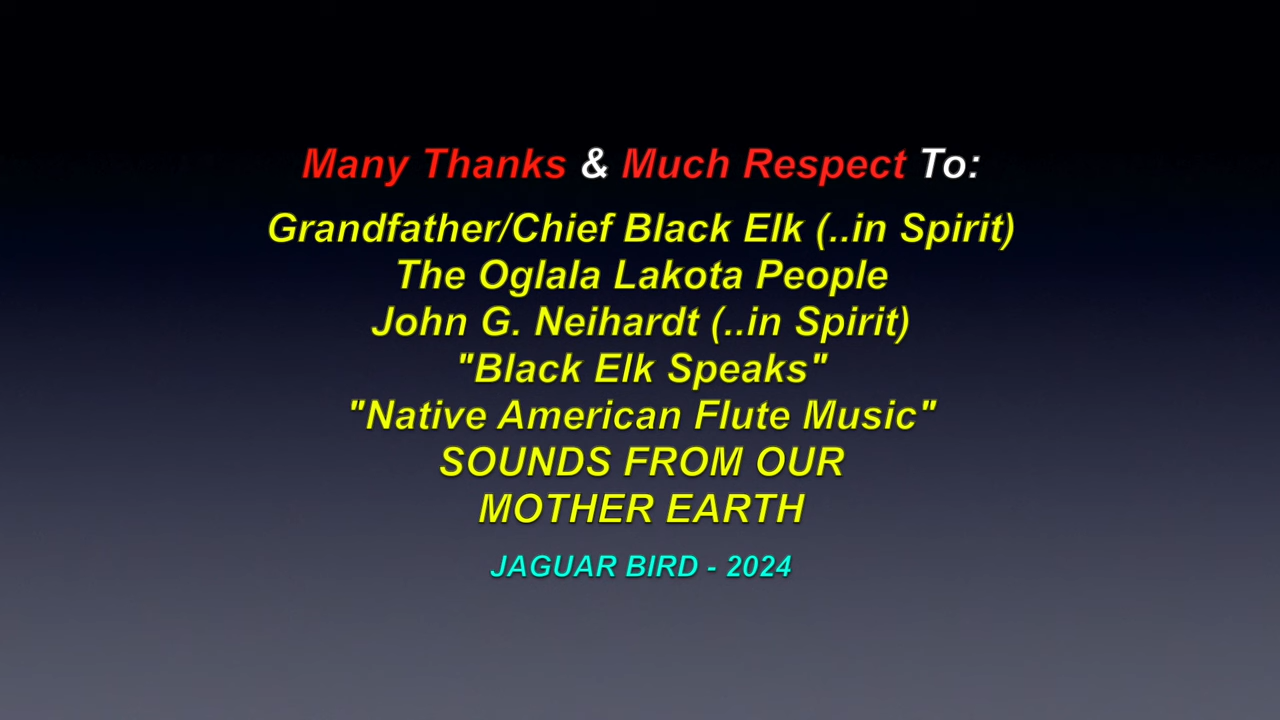 Many Thanks & Much Respect To:
Grandfather/Chief Black Elk (..in Spirit)
The Oglala Lakota People
John G. Neihardt (..in Spirit)
"Black Elk Speaks"
"Native American Flute Music"
SOUNDS FROM OUR
MOTHER EARTH
JAGUAR BIRD - 2024